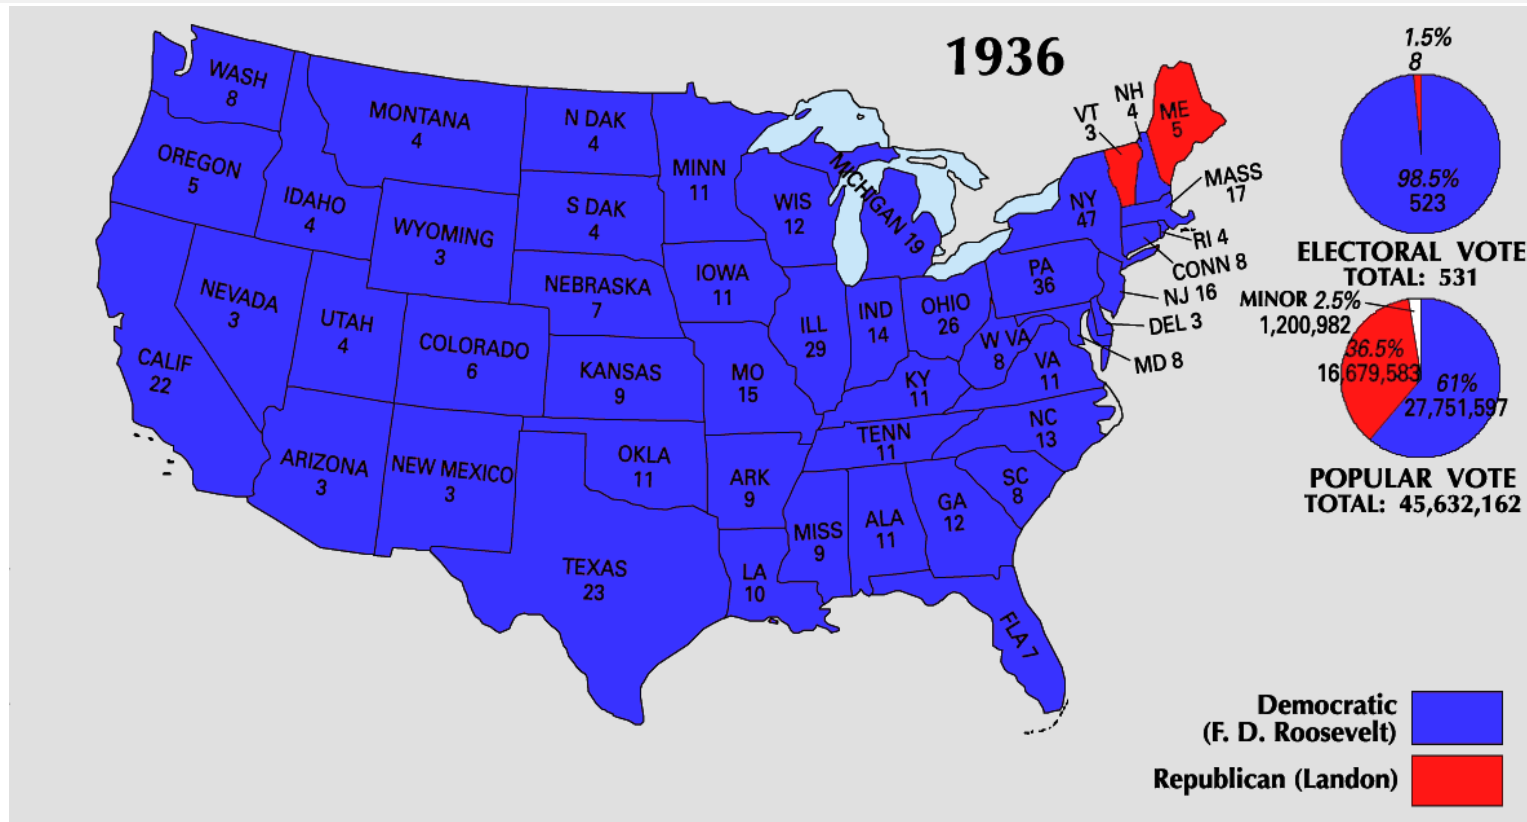 1936
WASH
8
MONTANA
4
N DAK
4
MINN
11
OREGON
5
IDAHO
4
WYOMING
3
S DAK
4
WIS
12
MICHIGAN 19
NY
47
VT
3
NH
4
ME
5
MASS
17
RI 4
CONN 8
NJ 16
DEL 3
MD 8
NEVADA
3
UTAH
4
COLORADO
6
NEBRASKA
7
IOWA
11
ILL
29
IND
14
OHIO
26
PA
36
W VA
8
VA
11
CALIF
22
KANSAS
9
MO
15
KY
11
NC
13
TENN
11
ARIZONA
3
NEW MEXICO
3
OKLA
11
ARK
9
SC
8
MISS
9
ALA
11
GA
12
TEXAS
23
LA
10
FLA 7
1.5%
8
98.5%
523
ELECTORAL VOTE
TOTAL: 531
MINOR 2.5%
1,200,982
36.5%
16,679,583
61%
27,751,597
POPULAR VOTE
TOTAL: 45,632,162
Democratic
(F. D. Roosevelt)
Republican (Landon)